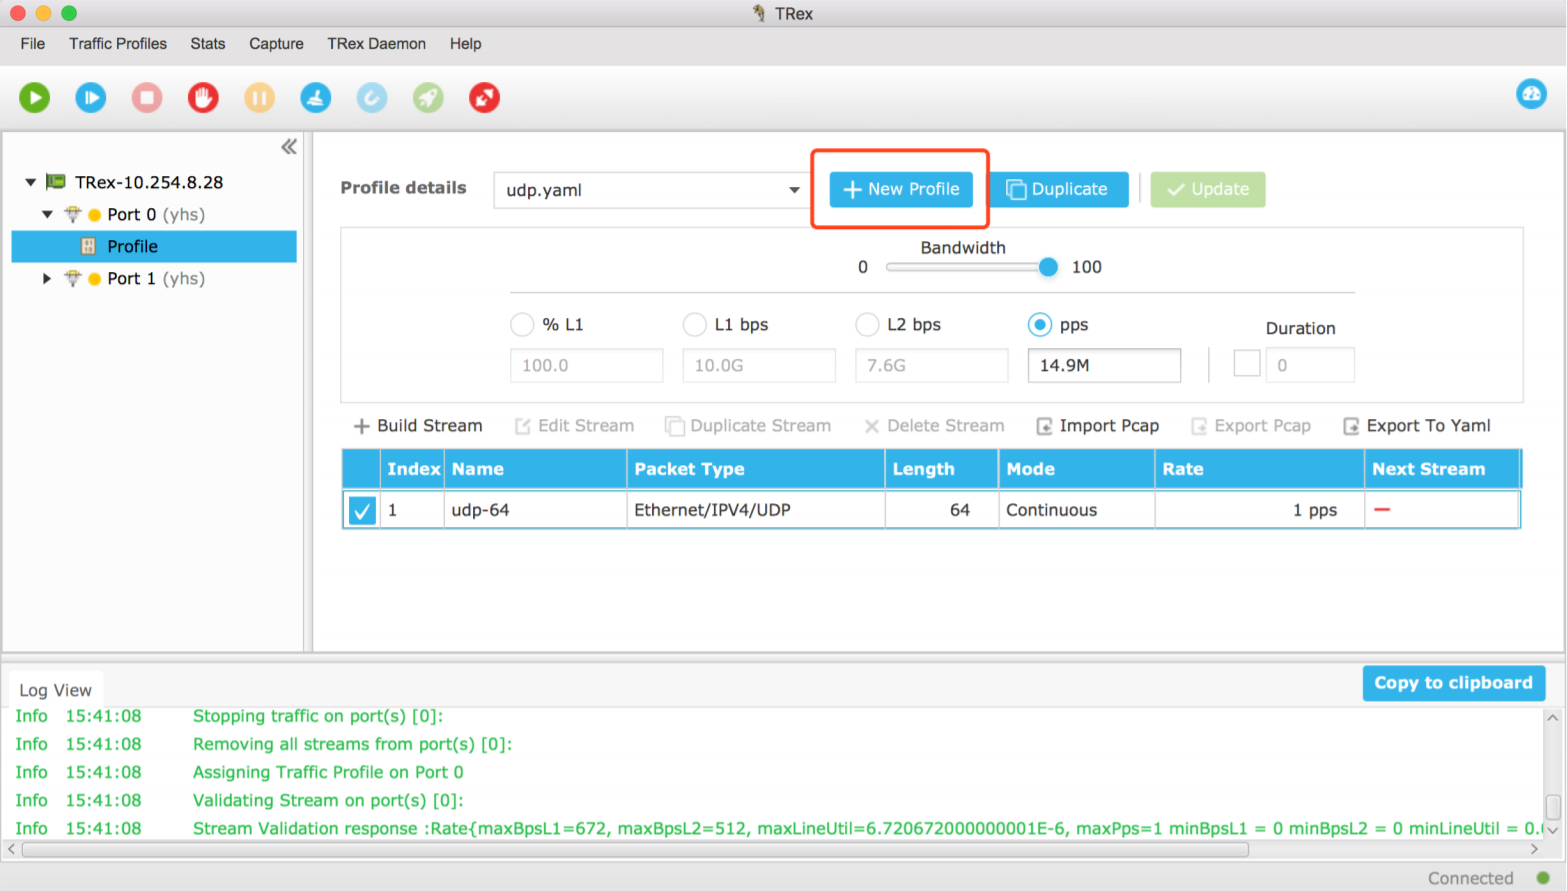 TRex
File Traffic Profiles Stats Capture TRex Daemon Help
TRex-10.254.8.28
Port 0 (yhs)
Profile
Port 1 (yhs)
Profile details udp.yaml New Profile Duplicate Update
Bandwidth
0 100
% L1 L1 bps L2 bps pps Duration
100.0 10.0G 7.6G 14.9M 0
Build Stream Edit Stream Duplicate Stream Delete Stream Import Pcap Export Pcap Export To Yaml
Index Name Packet Type Length Mode Rate Next Stream
1 udp-64 Ethernet/IPV4/UDP 64 Continuous 1 pps
Log View Copy to clipboard
Info 15:41:08 Stopping traffic on port(s) [0]:
Info 15:41:08 Removing all streams from port(s) [0]:
Info 15:41:08 Assigning Traffic Profile on Port 0
Info 15:41:08 Validating Stream on port(s) [0]:
Info 15:41:08 Stream Validation response :Rate{maxBpsL1=672, maxBpsL2=512, maxLineUtil=6.720672000000001E-6, maxPps=1 minBpsL1 = 0 minBpsL2 = 0 minLineUtil = 0.
Connected